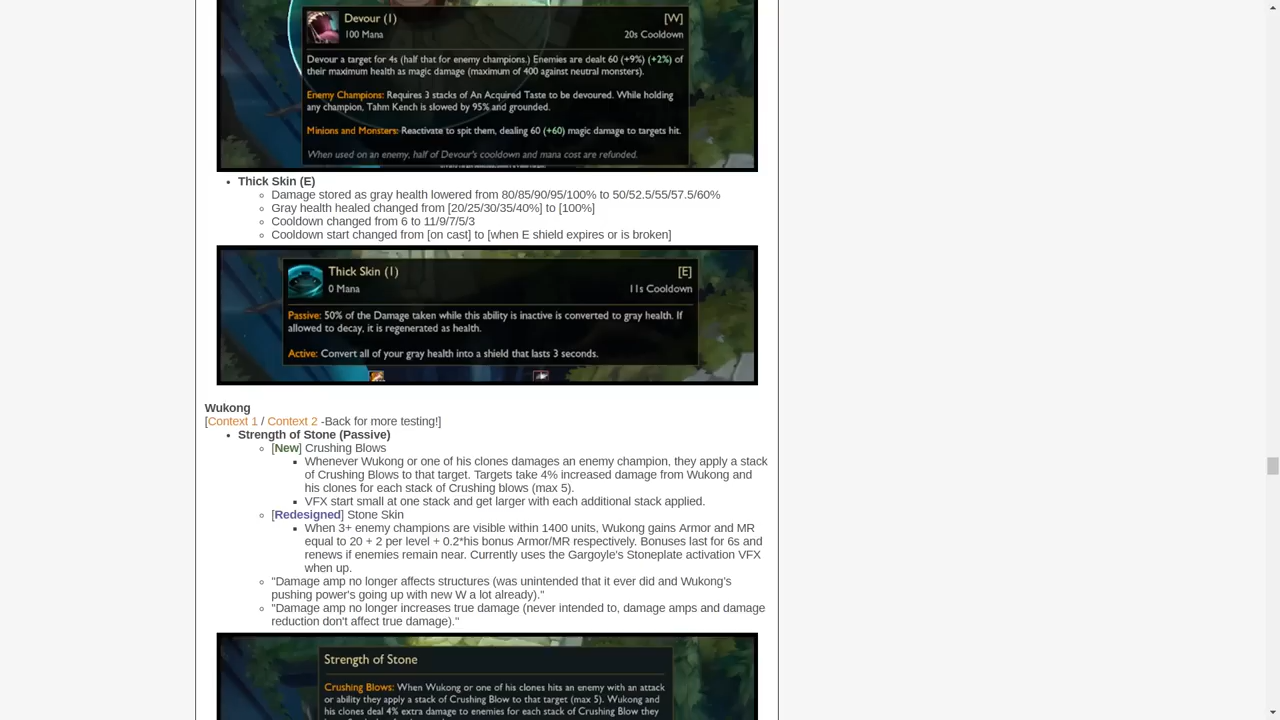 Devour (1) [W]
100 Mana 20s Cooldown
Devour a target for 4s (half that for enemy champions.) Enemies are dealt 60 (+9%) (+2%) of
their maximum health as magic damage (maximum of 400 against neutral monsters).
Enemy Champions: Requires 3 stacks of An Acquired Taste to be devoured. While holding
any champion, Tahm Kench is slowed by 95% and grounded.
Minions and Monsters: Reactivate to spit them, dealing 60 (+60) magic damage to targets hit.
When used on an enemy, half of Devour's cooldown and mana cost are refunded.
Thick Skin (E)
Damage stored as gray health lowered from 80/85/90/95/100% to 50/52.5/55/57.5/60%
Gray health healed changed from [20/25/30/35/40%] to [100%]
Cooldown changed from 6 to 11/9/7/5/3
Cooldown start changed from [on cast] to [when E shield expires or is broken]
Thick Skin (1) [E]
0 Mana 11s Cooldown
Passive: 50% of the Damage taken while this ability is inactive is converted to gray health. If
allowed to decay, it is regenerated as health.
Active: Convert all of your gray health into a shield that lasts 3 seconds.
Wukong
[Context 1 / Context 2 -Back for more testing!]
Strength of Stone (Passive)
[New] Crushing Blows
Whenever Wukong or one of his clones damages an enemy champion, they apply a stack
of Crushing Blows to that target. Targets take 4% increased damage from Wukong and
his clones for each stack of Crushing blows (max 5).
VFX start small at one stack and get larger with each additional stack applied.
[Redesigned] Stone Skin
When 3+ enemy champions are visible within 1400 units, Wukong gains Armor and MR
equal to 20 + 2 per level + 0.2*his bonus Armor/MR respectively. Bonuses last for 6s and
renews if enemies remain near. Currently uses the Gargoyle's Stoneplate activation VFX
when up.
"Damage amp no longer affects structures (was unintended that it ever did and Wukong's
pushing power's going up with new W a lot already)."
"Damage amp no longer increases true damage (never intended to, damage amps and damage
reduction don't affect true damage)."
Strength of Stone
Crushing Blows: When Wukong or one of his clones hits an enemy with an attack
or ability they apply a stack of Crushing Blow to that target (max 5). Wukong and
his clones deal 4% extra damage to enemies for each stack of Crushing Blow they